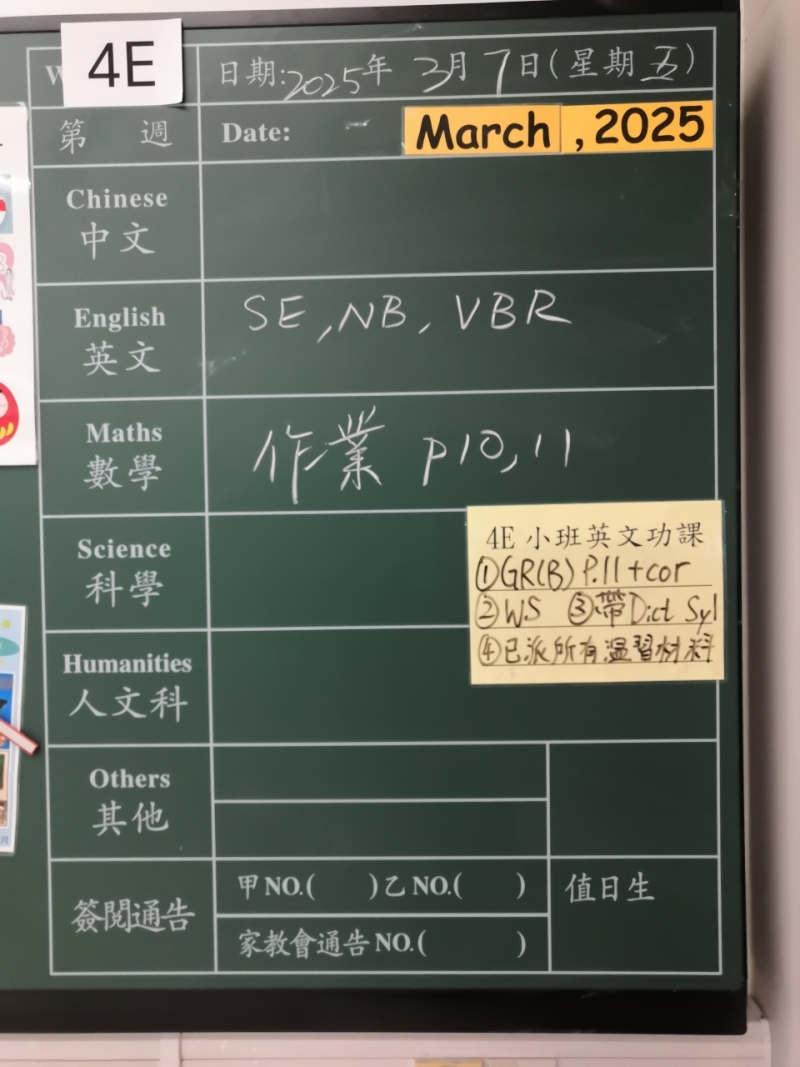 4E
日期:2025年 3月 7日(星期五)
第 週
Date:
March , 2025
Chinese
中文
English
英文
SE, NB, VBR
Maths
數學
作業 p10, 11
Science
科學
4E 小班英文功課
①GR(B) P.11+cor
②WS ③帶Dict Syl
④已派所有溫習材料
Humanities
人文科
Others
其他
簽閱通告
甲NO.( )乙NO.( )
家教會通告NO.( )
值日生